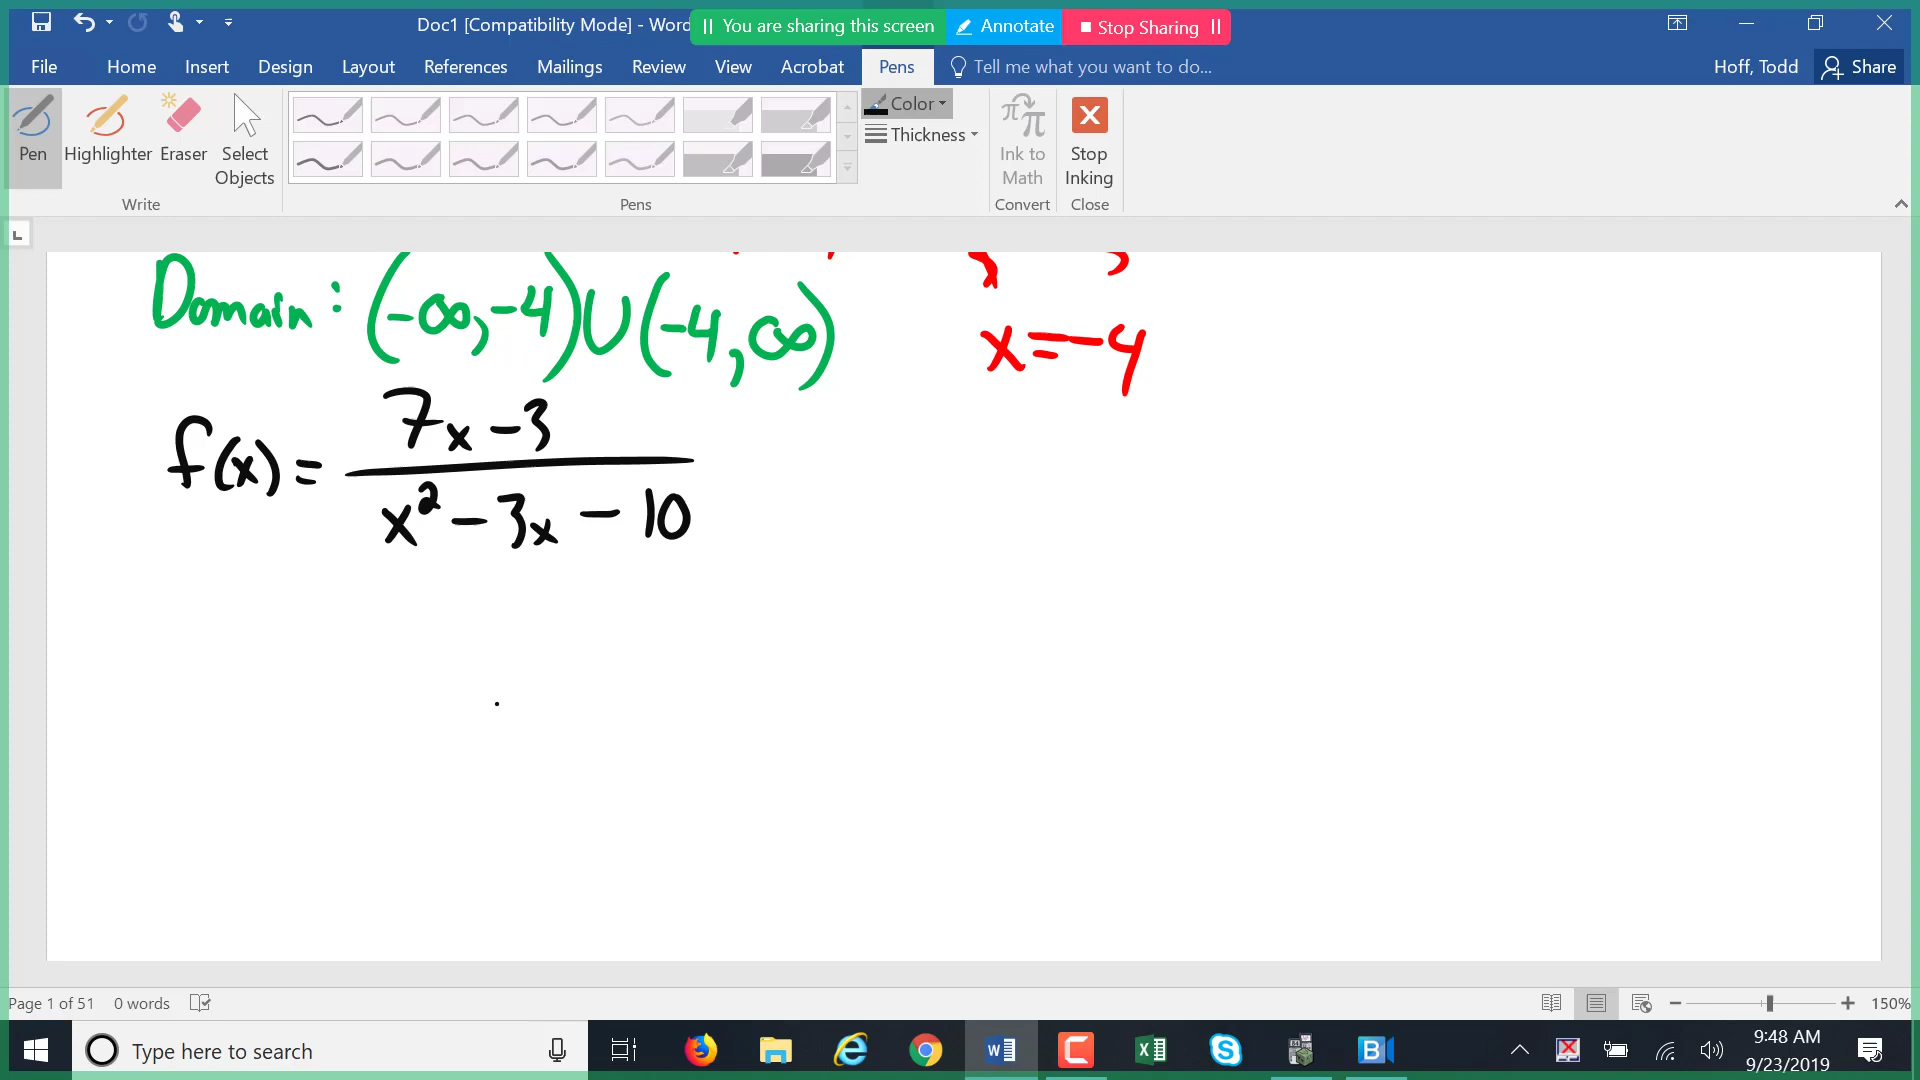 Doc1 [Compatibility Mode] - Word
You are sharing this screen
Annotate
Stop Sharing
File Home Insert Design Layout References Mailings Review View Acrobat Pens Tell me what you want to do... Hoff, Todd Share
Pen Highlighter Eraser Select Objects
Color
Thickness
Ink to Math
Stop Inking
Write Pens Convert Close
Domain: (-∞, -4) ∪ (-4, ∞)
x = -4
f(x) = \frac{7x - 3}{x^2 - 3x - 10}
Page 1 of 51 0 words 150%
Type here to search
9:48 AM
9/23/2019